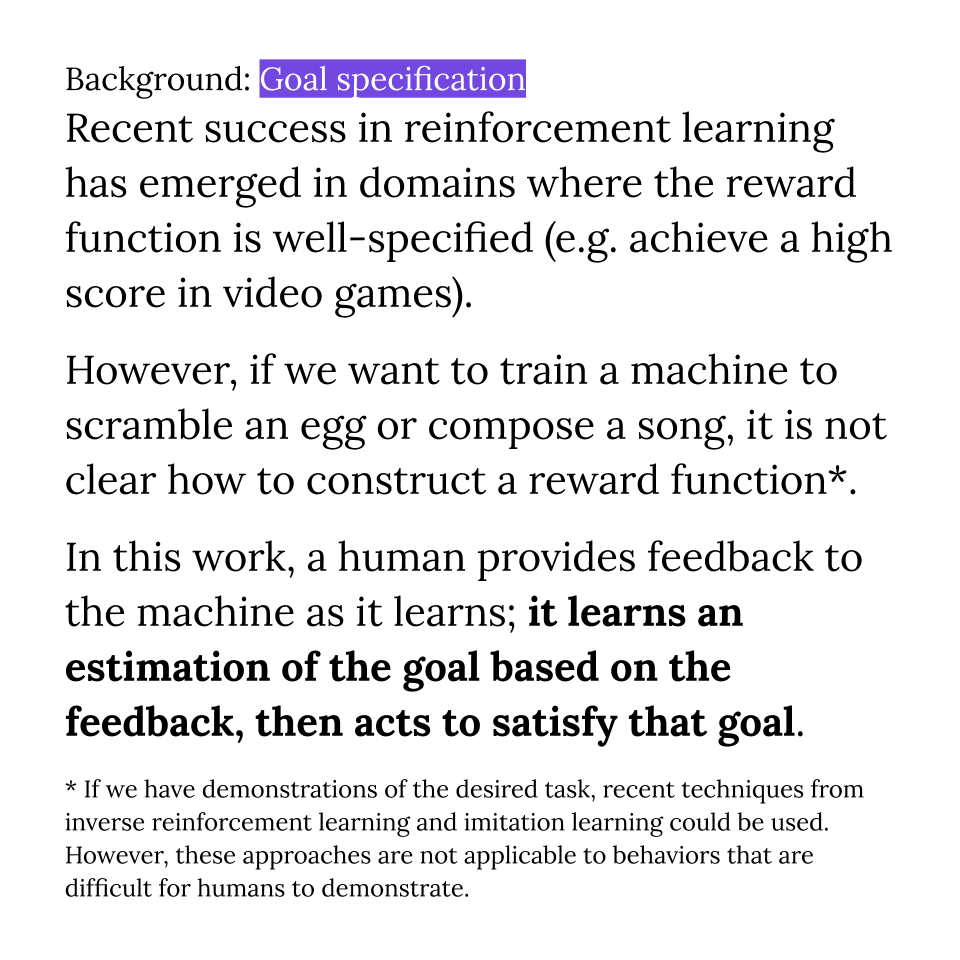 Background: Goal specification
Recent success in reinforcement learning
has emerged in domains where the reward
function is well-specified (e.g. achieve a high
score in video games).
However, if we want to train a machine to
scramble an egg or compose a song, it is not
clear how to construct a reward function*.
In this work, a human provides feedback to
the machine as it learns; it learns an
estimation of the goal based on the
feedback, then acts to satisfy that goal.
* If we have demonstrations of the desired task, recent techniques from
inverse reinforcement learning and imitation learning could be used.
However, these approaches are not applicable to behaviors that are
difficult for humans to demonstrate.